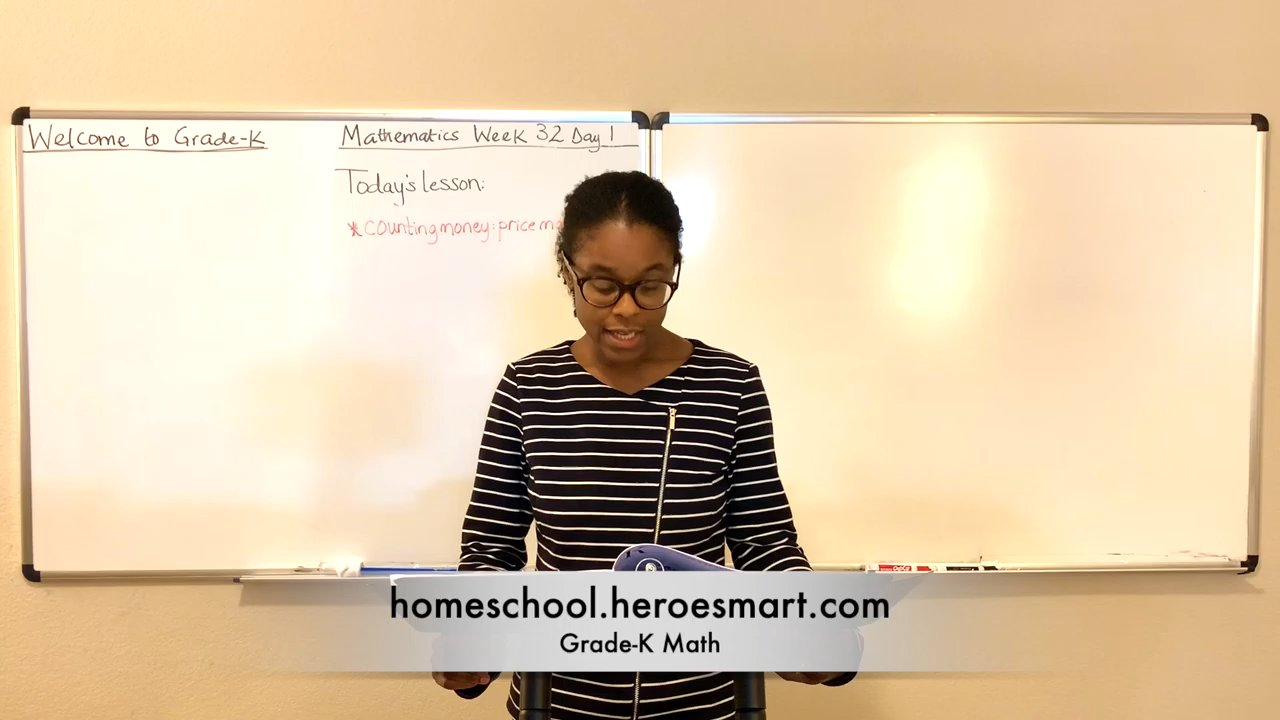 Welcome to Grade-K
Mathematics Week 32 Day 1
Today's lesson:
* counting money: price
homeschool.heroesmart.com
Grade-K Math